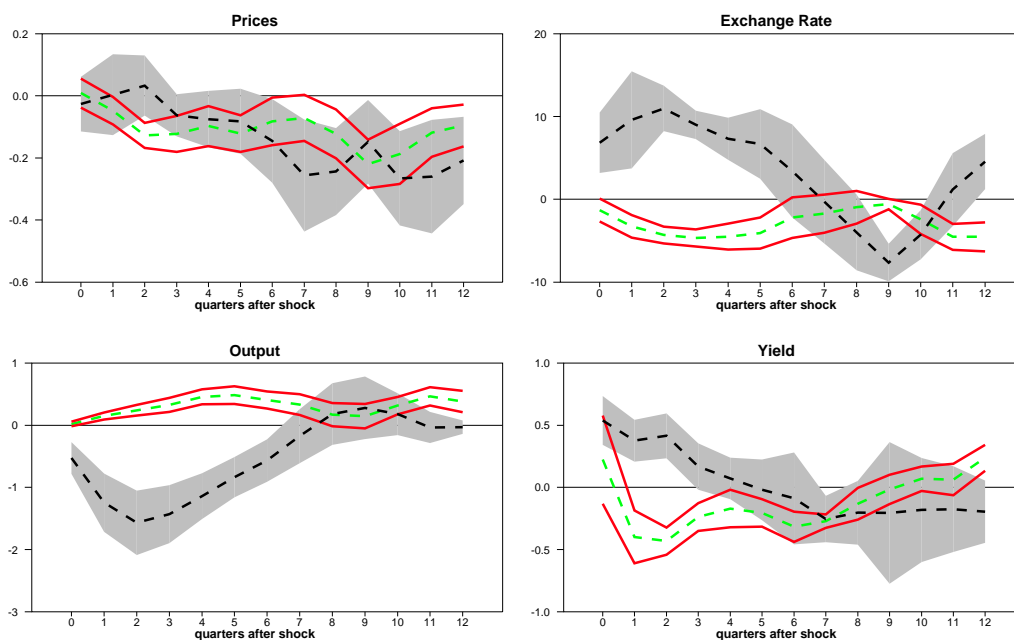 Prices
0.2
0.0
-0.2
-0.4
-0.6
0 1 2 3 4 5 6 7 8 9 10 11 12
quarters after shock
Exchange Rate
20
10
0
-10
0 1 2 3 4 5 6 7 8 9 10 11 12
quarters after shock
Output
1
0
-1
-2
-3
0 1 2 3 4 5 6 7 8 9 10 11 12
quarters after shock
Yield
1.0
0.5
0.0
-0.5
-1.0
0 1 2 3 4 5 6 7 8 9 10 11 12
quarters after shock